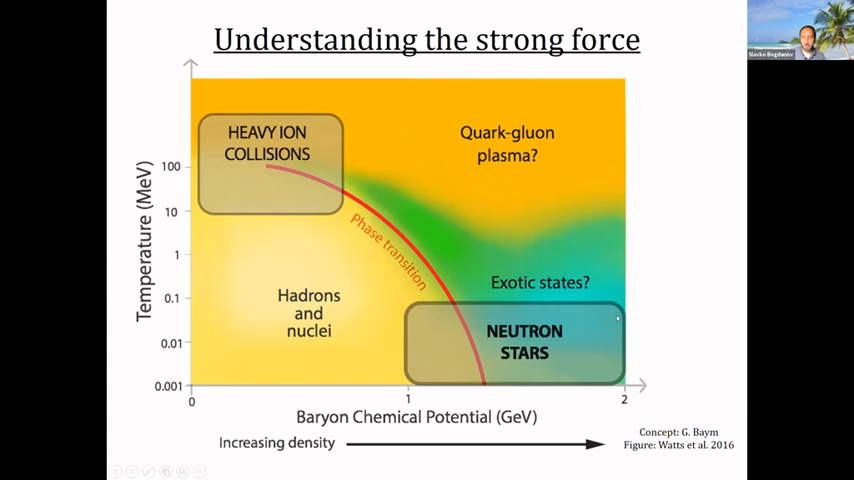 Understanding the strong force
Slavko Bogdanov
HEAVY ION
COLLISIONS
Quark-gluon
plasma?
Phase transition
Exotic states?
Hadrons
and
nuclei
NEUTRON
STARS
Temperature (MeV)
100
10
1
0.1
0.01
0.001
0
1
2
Baryon Chemical Potential (GeV)
Increasing density
Concept: G. Baym
Figure: Watts et al. 2016